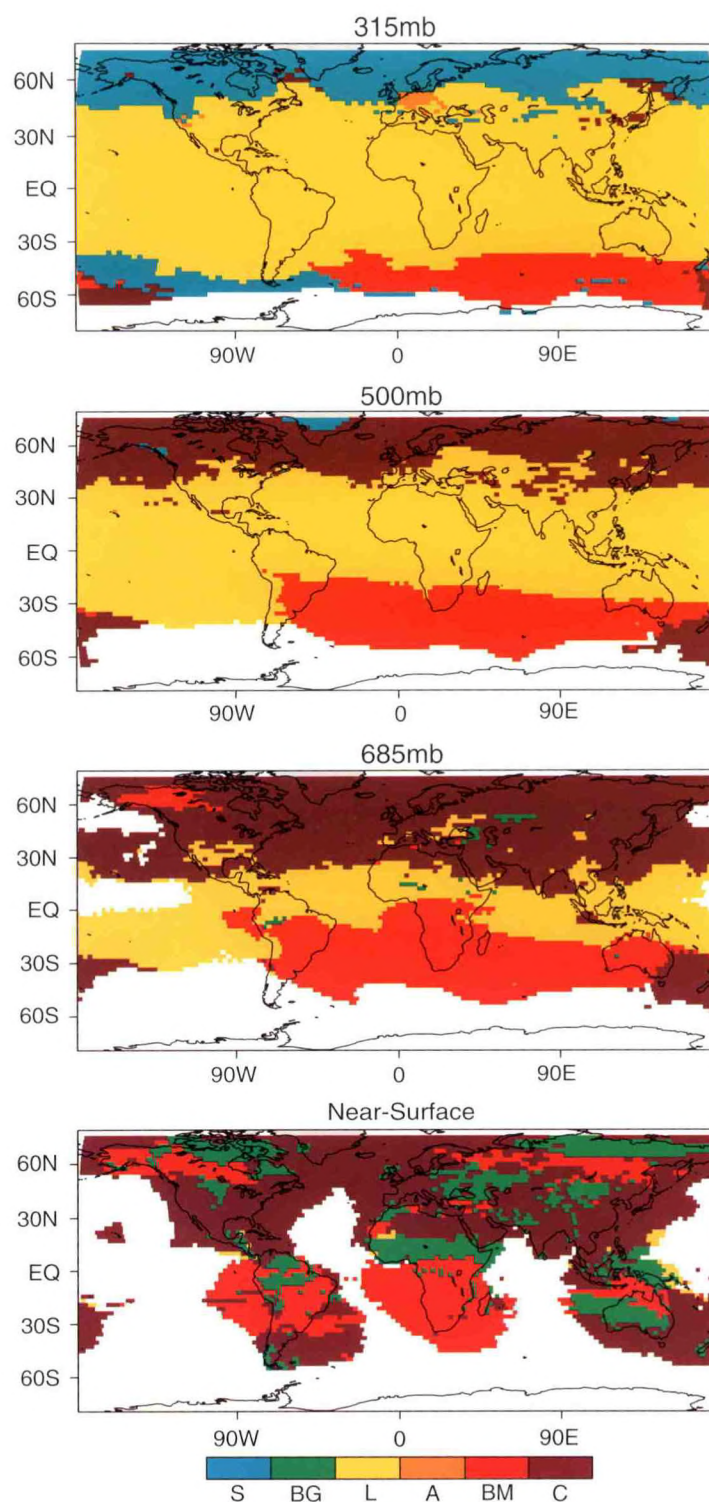 315mb
60N
30N
EQ
30S
60S
90W 0 90E
500mb
60N
30N
EQ
30S
60S
90W 0 90E
685mb
60N
30N
EQ
30S
60S
90W 0 90E
Near-Surface
60N
30N
EQ
30S
60S
90W 0 90E
S BG L A BM C